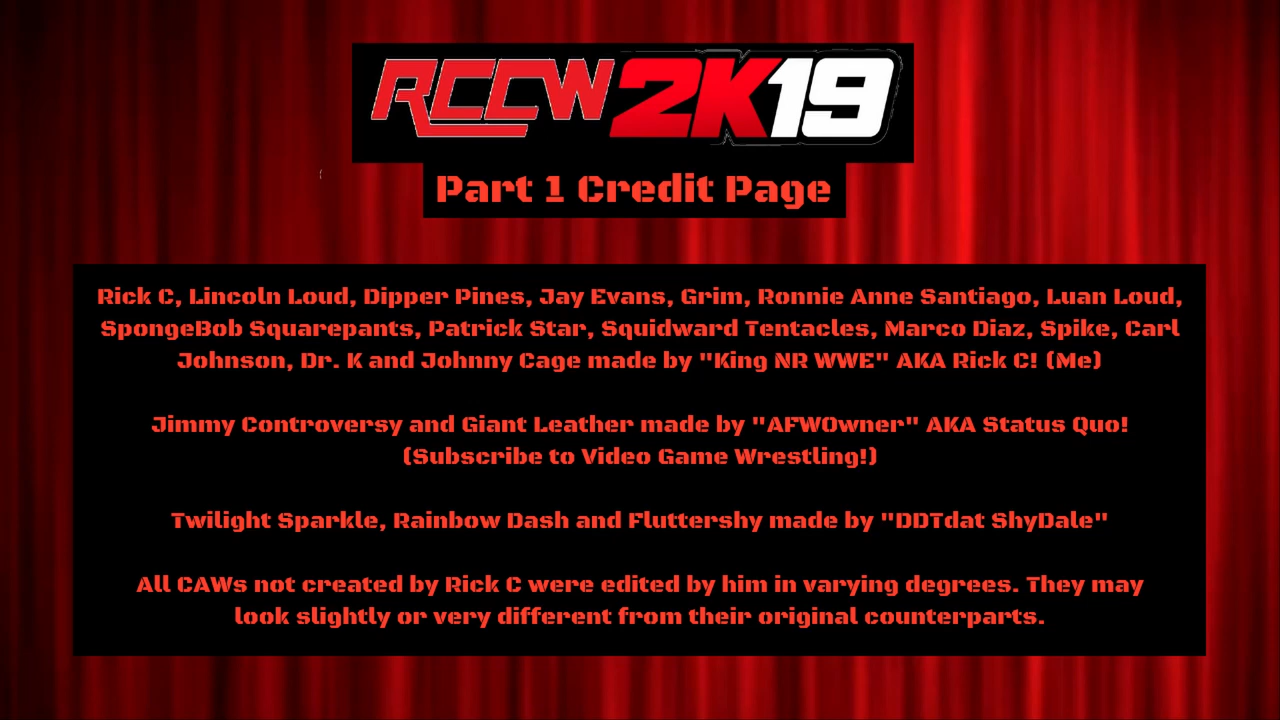 RCCW 2K19
Part 1 Credit Page
Rick C, Lincoln Loud, Dipper Pines, Jay Evans, Grim, Ronnie Anne Santiago, Luan Loud,
SpongeBob Squarepants, Patrick Star, Squidward Tentacles, Marco Diaz, Spike, Carl
Johnson, Dr. K and Johnny Cage made by "King NR WWE" AKA Rick C! (Me)
Jimmy Controversy and Giant Leather made by "AFWOwner" AKA Status Quo!
(Subscribe to Video Game Wrestling!)
Twilight Sparkle, Rainbow Dash and Fluttershy made by "DDTdat ShyDale"
All CAWs not created by Rick C were edited by him in varying degrees. They may
look slightly or very different from their original counterparts.